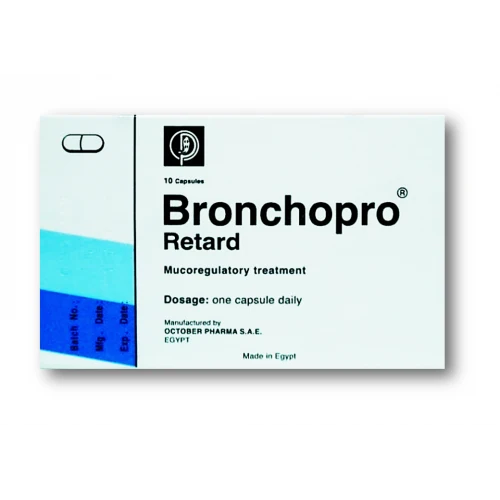 10 Capsules
Bronchopro®
Retard
Mucoregulatory treatment
Dosage: one capsule daily
Manufactured by
OCTOBER PHARMA S.A.E.
EGYPT
Made in Egypt
Batch No.:
Mfg. Date:
Exp. Date: